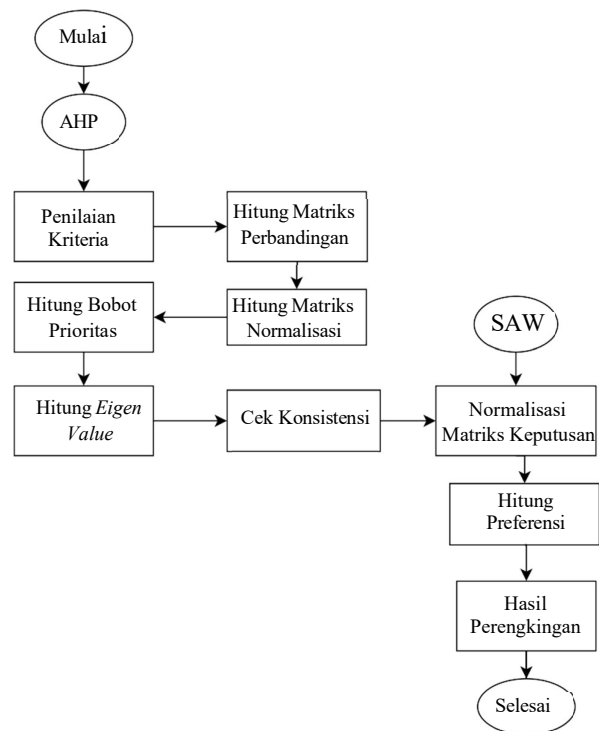 Mulai
AHP
Penilaian
Kriteria
Hitung Matriks
Perbandingan
Hitung Matriks
Normalisasi
Hitung Bobot
Prioritas
Hitung Eigen
Value
Cek Konsistensi
SAW
Normalisasi
Matriks Keputusan
Hitung
Preferensi
Hasil
Perengkingan
Selesai